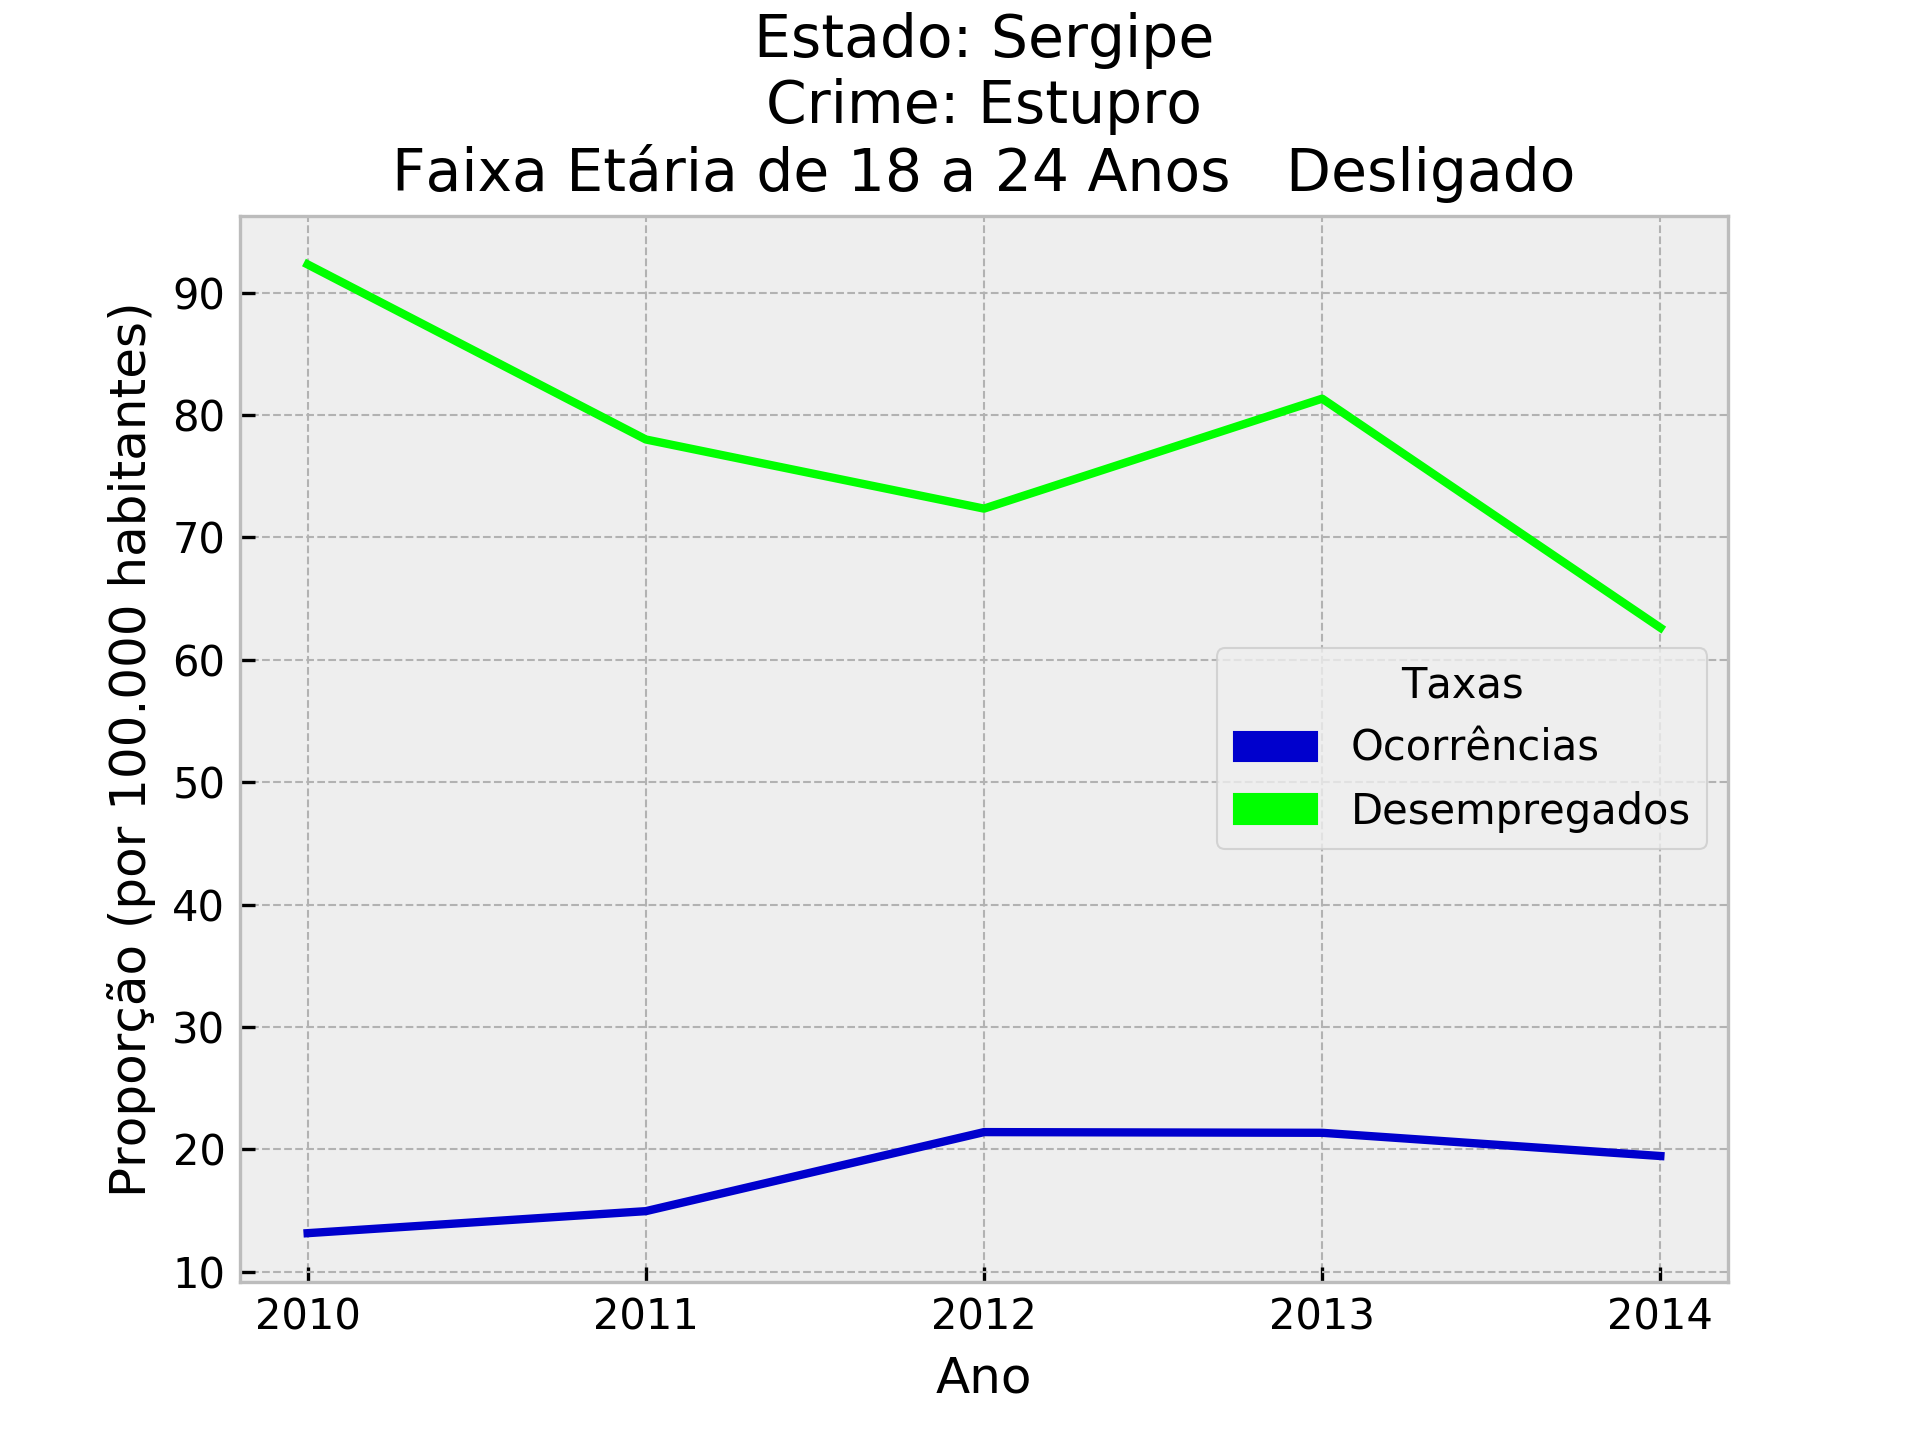 Estado: Sergipe
Crime: Estupro
Faixa Etária de 18 a 24 Anos   Desligado
Proporção (por 100.000 habitantes)
90
80
70
60
50
40
30
20
10
Taxas
Ocorrências
Desempregados
2010 2011 2012 2013 2014
Ano